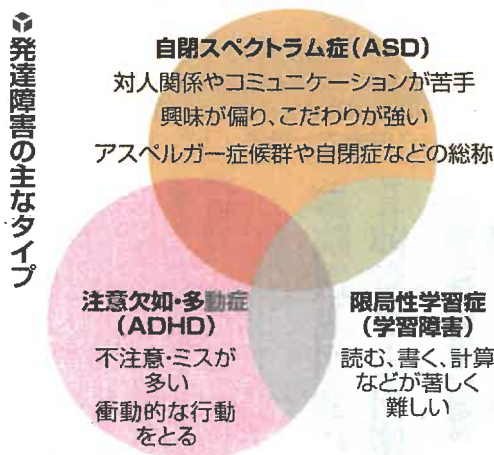 発達障害の主なタイプ
自閉スペクトラム症(ASD)
対人関係やコミュニケーションが苦手
興味が偏り、こだわりが強い
アスペルガー症候群や自閉症などの総称
注意欠如・多動症
(ADHD)
不注意・ミスが
多い
衝動的な行動
をとる
限局性学習症
(学習障害)
読む、書く、計算
などが著しく
難しい